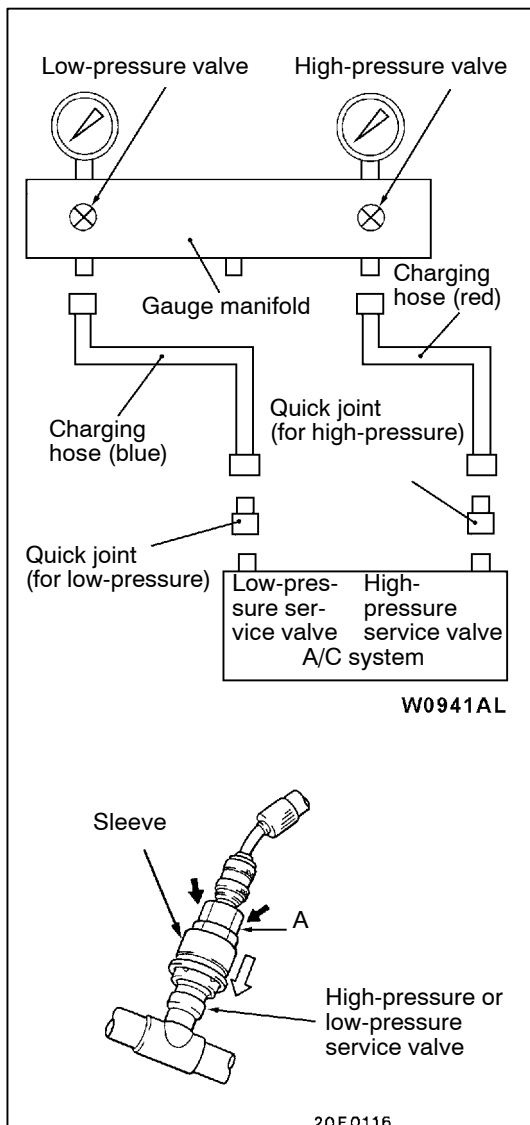 Low-pressure valve
High-pressure valve
Gauge manifold
Charging
hose (red)
Charging
hose (blue)
Quick joint
(for high-pressure)
Quick joint
(for low-pressure)
Low-pres-
sure ser-
vice valve
High-
pressure
service valve
A/C system
W0941AL
Sleeve
A
High-pressure or
low-pressure
service valve
20F0116